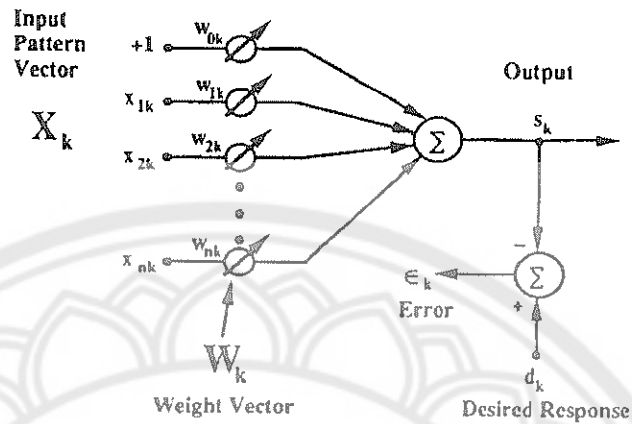 Input
Pattern
Vector
X_k
+1
w_0k
x_1k
w_1k
x_2k
w_2k
x_nk
w_nk
Σ
Output
s_k
−
Σ
+
∈_k
Error
d_k
Desired Response
W_k
Weight Vector